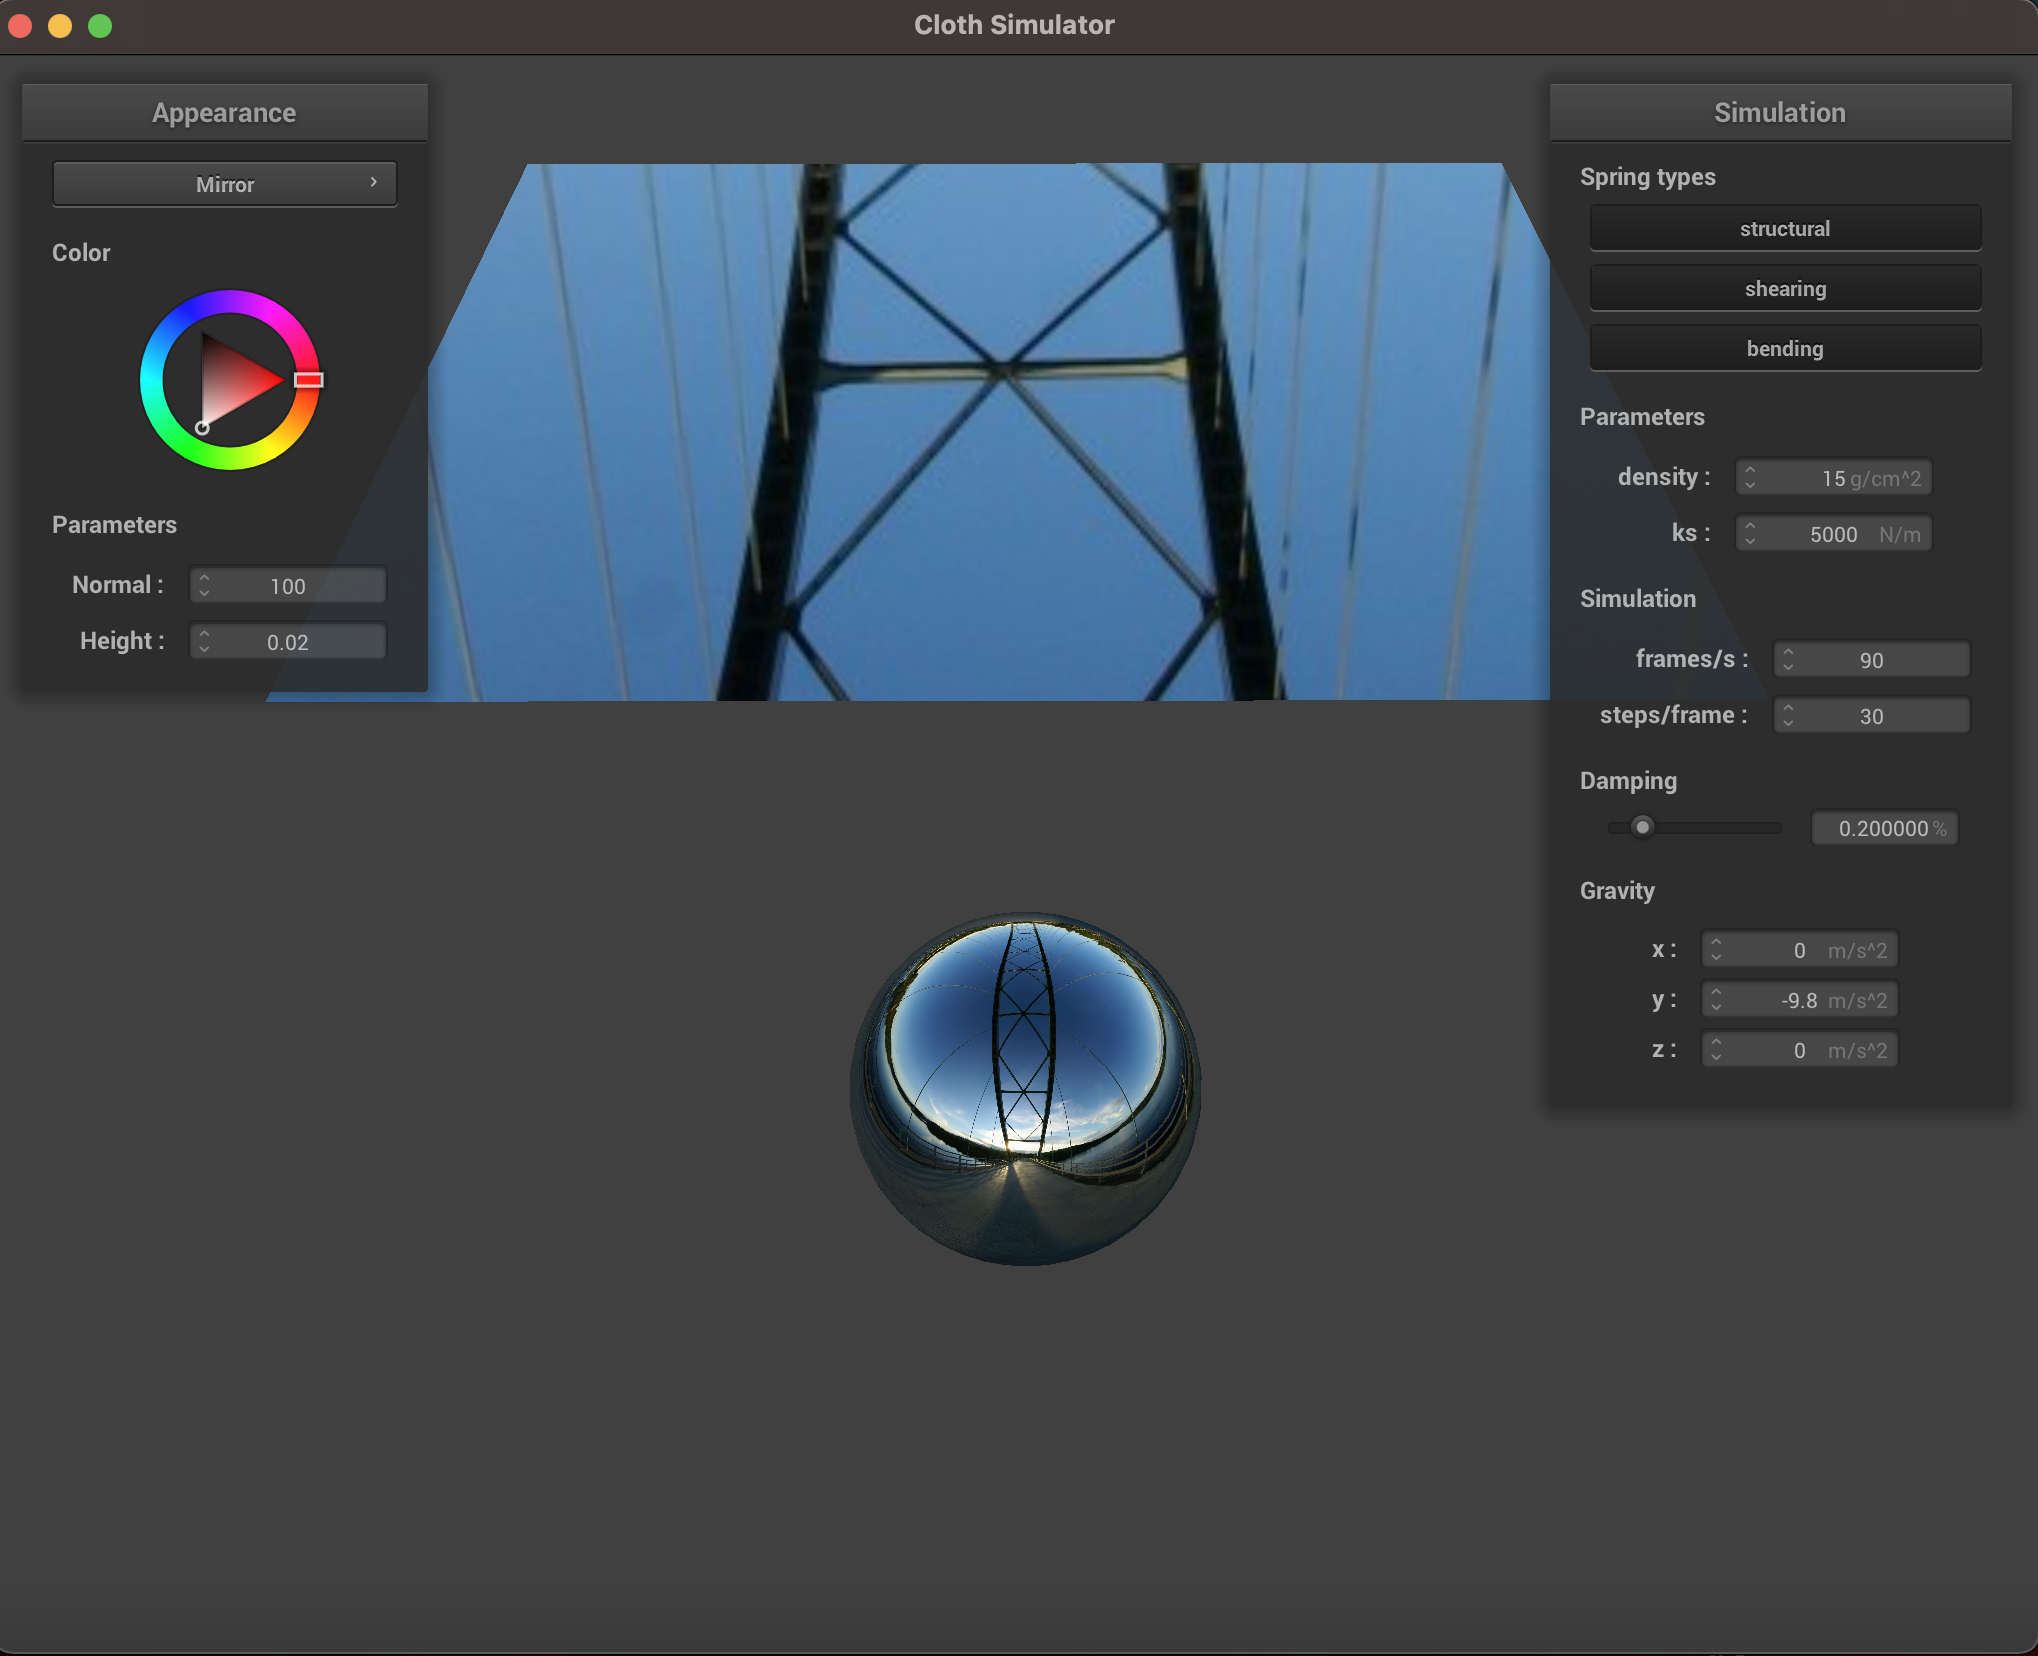 Cloth Simulator
Appearance
Mirror
Color
Parameters
Normal : 100
Height : 0.02
Simulation
Spring types
structural
shearing
bending
Parameters
density : 15 g/cm^2
ks : 5000 N/m
Simulation
frames/s : 90
steps/frame : 30
Damping
0.200000 %
Gravity
x : 0 m/s^2
y : -9.8 m/s^2
z : 0 m/s^2